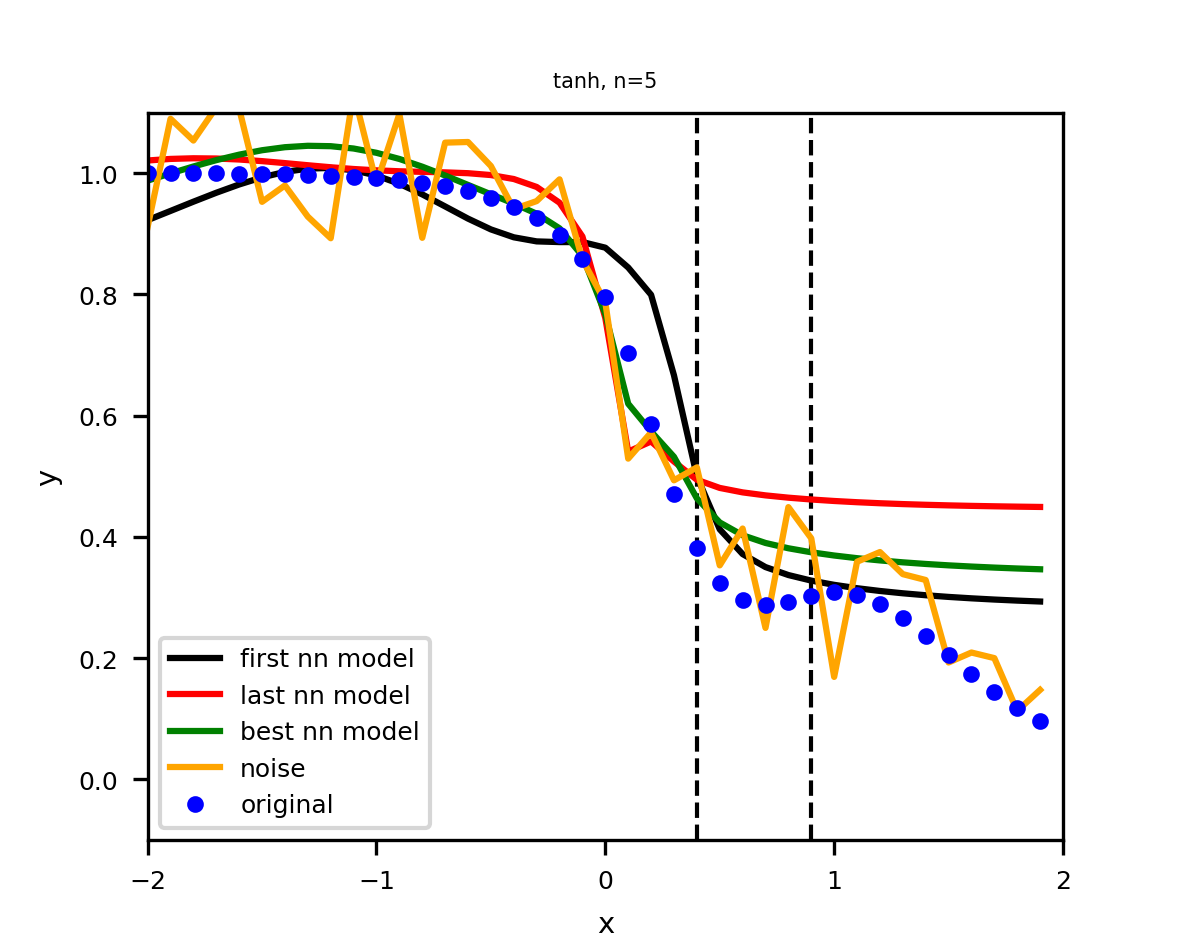 tanh, n=5
1.0
0.8
0.6
0.4
0.2
0.0
y
first nn model
last nn model
best nn model
noise
original
−2 −1 0 1 2
x